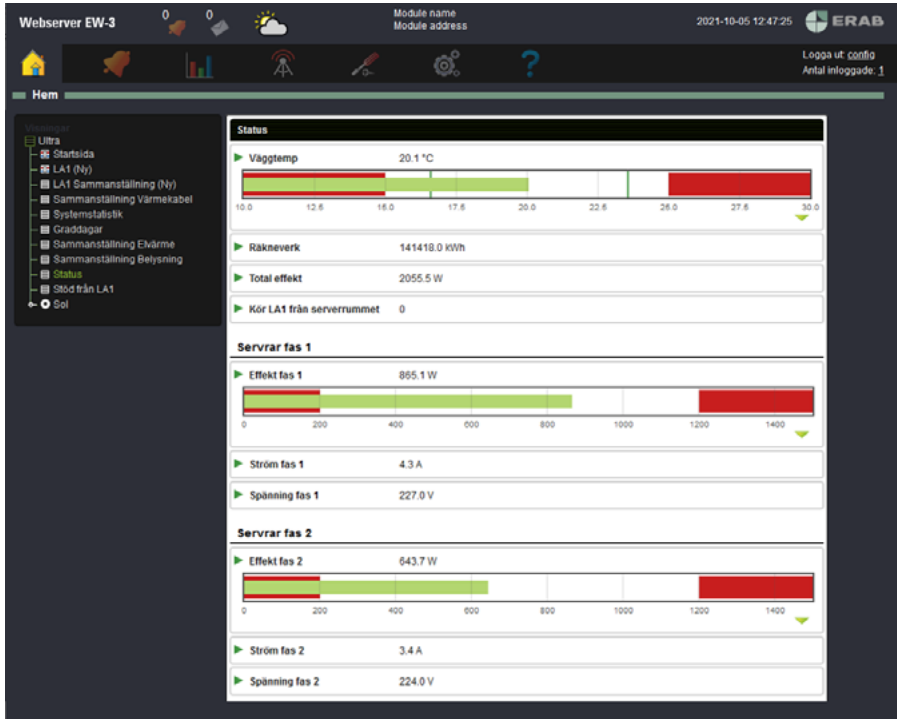 Webserver EW-3
0
0
Module name
Module address
2021-10-05 12:47:25
ERAB
?
Logga ut: config
Antal inloggade: 1
Hem
Visningar
Ultra
Startsida
LA1 (Ny)
LA1 Sammanställning (Ny)
Sammanställning Värmekabel
Systemstatistik
Graddagar
Sammanställning Elvärme
Sammanställning Belysning
Status
Stöd från LA1
Sol
Status
Väggtemp 20.1 °C
10.0 12.5 15.0 17.5 20.0 22.5 25.0 27.5 30.0
Räkneverk 141418.0 kWh
Total effekt 2055.5 W
Kör LA1 från serverrummet 0
Servrar fas 1
Effekt fas 1 865.1 W
0 200 400 600 800 1000 1200 1400
Ström fas 1 4.3 A
Spänning fas 1 227.0 V
Servrar fas 2
Effekt fas 2 643.7 W
0 200 400 600 800 1000 1200 1400
Ström fas 2 3.4 A
Spänning fas 2 224.0 V